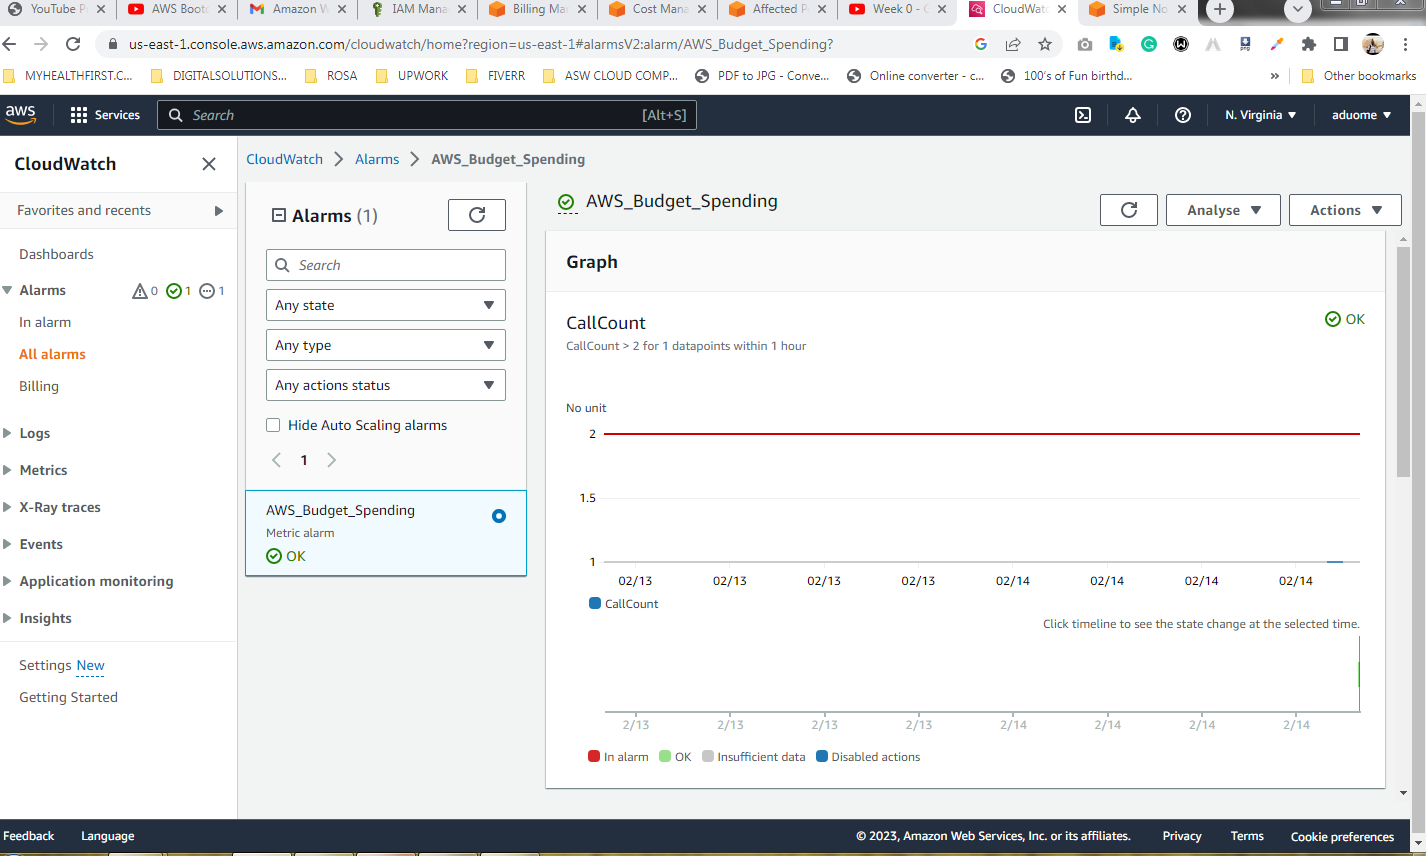 YouTube P
AWS Boot
Amazon W
IAM Mana
Billing Ma
Cost Mana
Affected P
Week 0 -
CloudWat
Simple No
us-east-1.console.aws.amazon.com/cloudwatch/home?region=us-east-1#alarmsV2:alarm/AWS_Budget_Spending?
MYHEALTHFIRST.C...
DIGITALSOLUTIONS...
ROSA
UPWORK
FIVERR
ASW CLOUD COMP...
PDF to JPG - Conve...
Online converter - c...
100's of Fun birthd...
»
Other bookmarks
aws
Services
Search
[Alt+S]
N. Virginia
aduome
CloudWatch
Favorites and recents
Dashboards
Alarms
0
1
1
In alarm
All alarms
Billing
Logs
Metrics
X-Ray traces
Events
Application monitoring
Insights
Settings New
Getting Started
CloudWatch
Alarms
AWS_Budget_Spending
Alarms (1)
Search
Any state
Any type
Any actions status
Hide Auto Scaling alarms
1
AWS_Budget_Spending
Metric alarm
OK
AWS_Budget_Spending
Analyse
Actions
Graph
CallCount
OK
CallCount > 2 for 1 datapoints within 1 hour
No unit
2
1.5
1
02/13 02/13 02/13 02/13 02/14 02/14 02/14 02/14
CallCount
Click timeline to see the state change at the selected time.
2/13 2/13 2/13 2/13 2/14 2/14 2/14 2/14
In alarm
OK
Insufficient data
Disabled actions
Feedback
Language
© 2023, Amazon Web Services, Inc. or its affiliates.
Privacy
Terms
Cookie preferences